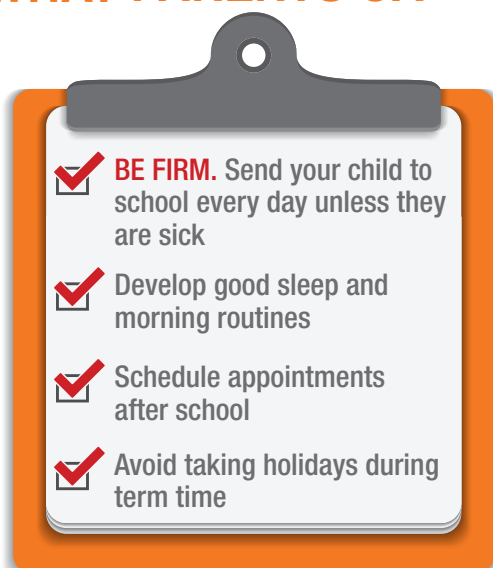 BE FIRM. Send your child to
school every day unless they
are sick
Develop good sleep and
morning routines
Schedule appointments
after school
Avoid taking holidays during
term time